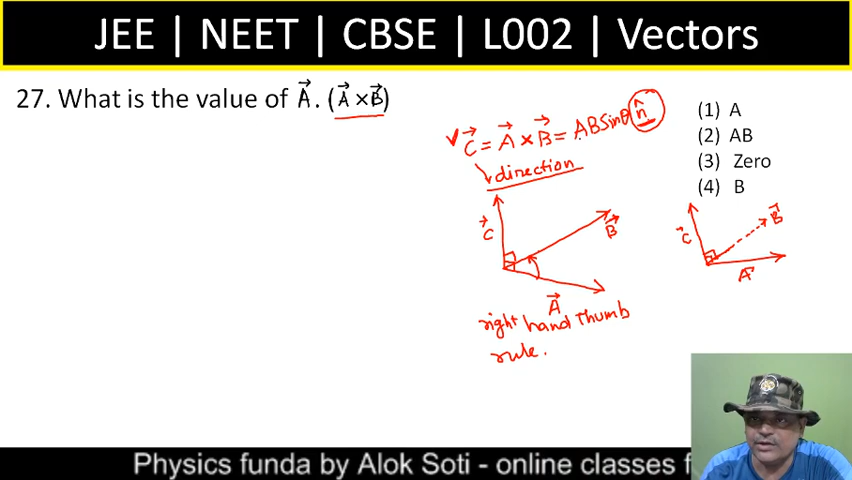 JEE | NEET | CBSE | L002 | Vectors
27. What is the value of A⃗ . (A⃗ ×B⃗)
(1) A
(2) AB
(3) Zero
(4) B
C⃗ = A⃗ × B⃗ = ABSinθ n̂
direction
C⃗
B⃗
A⃗
C⃗
B⃗
A⃗
right hand Thumb
rule.
Physics funda by Alok Soti - online classes f